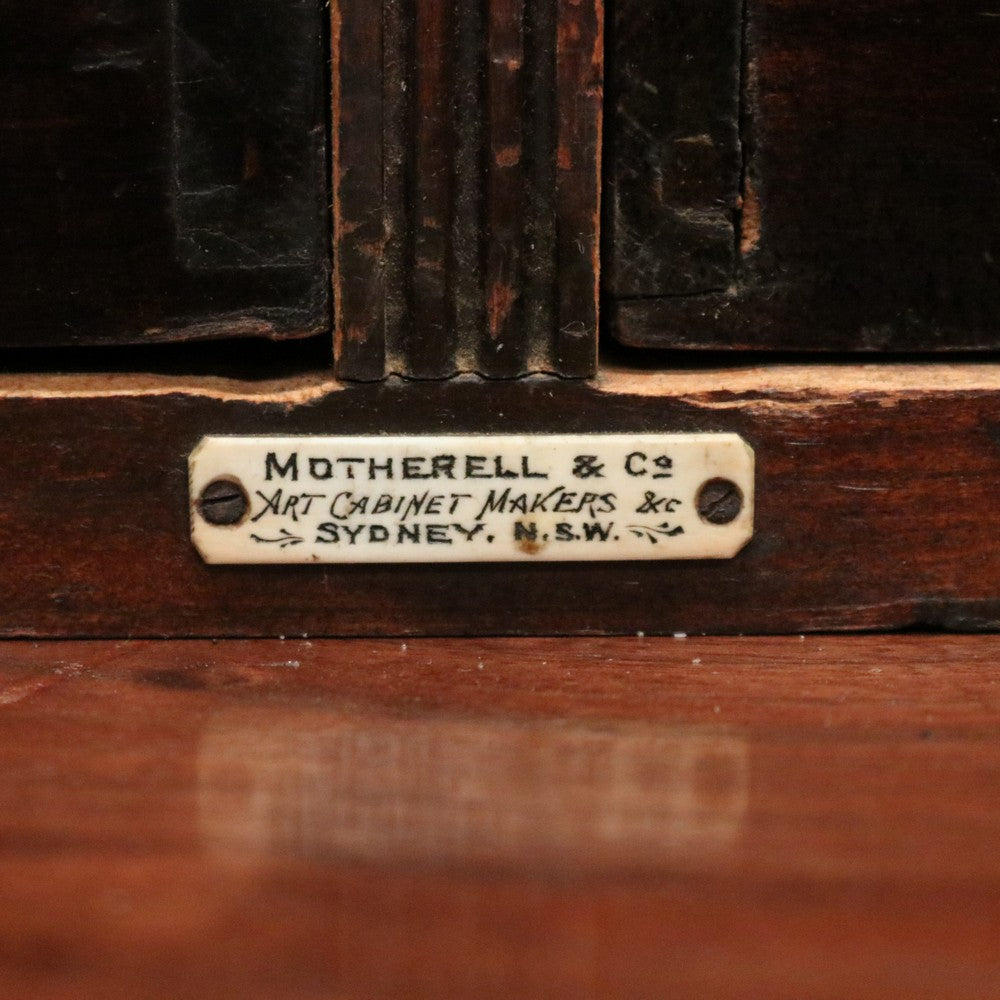 MOTHERELL & Co
ART CABINET MAKERS &c
SYDNEY. N.S.W.